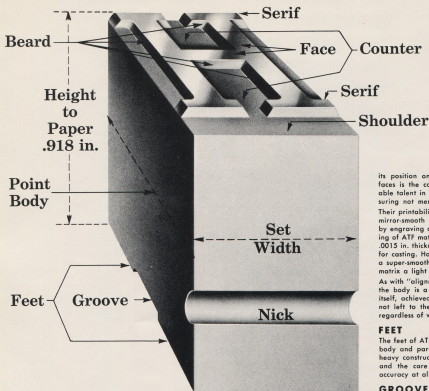 Serif
Beard
Face
Counter
Height
to
Paper
.918 in.
Serif
Shoulder
Point
Body
Set
Width
Feet
Groove
Nick
its position on
faces is the co
able talent in
suring not me
Their printabili
mirror-smooth
by engraving
ing of ATF mat
.0015 in. thick
for casting. Ha
a super-smooth
matrix a light
As with "align
the body is a
itself, achieved
not left to the
regardless of
FEET
The feet of AT
body and par
heavy construc
and the care
accuracy at al
GROOVE